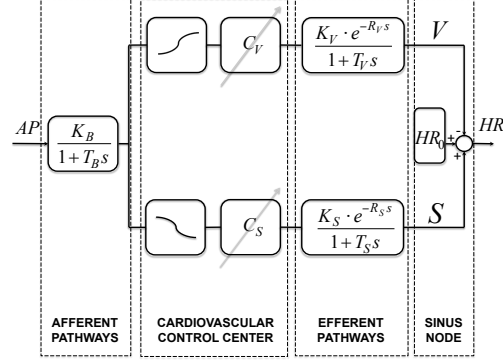 C_V
K_V · e^{-R_V s}
1 + T_V s
V
AP
K_B
1 + T_B s
HR_0
+
-
+
HR
C_S
K_S · e^{-R_S s}
1 + T_S s
S
AFFERENT
PATHWAYS
CARDIOVASCULAR
CONTROL CENTER
EFFERENT
PATHWAYS
SINUS
NODE